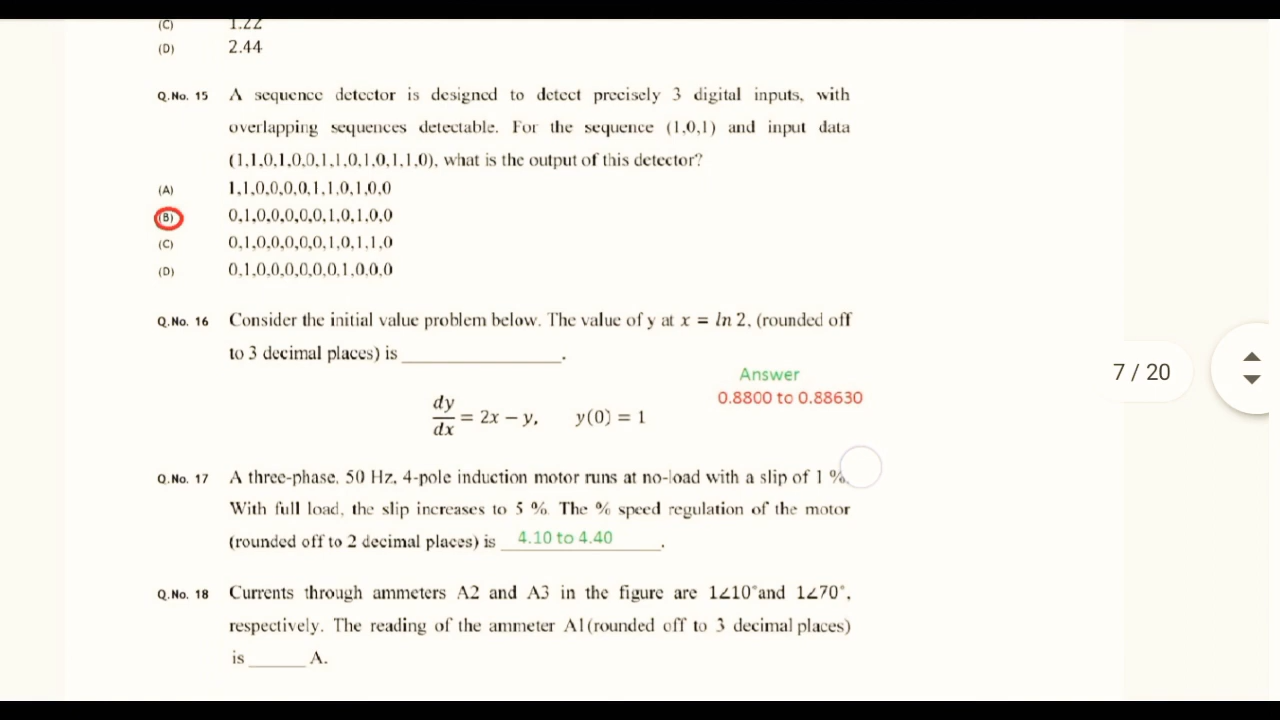 (C) 1.22
(D) 2.44
Q.No. 15 A sequence detector is designed to detect precisely 3 digital inputs, with
overlapping sequences detectable. For the sequence (1,0,1) and input data
(1,1,0,1,0,0,1,1,0,1,0,1,1,0), what is the output of this detector?
(A) 1,1,0,0,0,0,1,1,0,1,0,0
(B) 0,1,0,0,0,0,0,1,0,1,0,0
(C) 0,1,0,0,0,0,0,1,0,1,1,0
(D) 0,1,0,0,0,0,0,0,1,0,0,0
Q.No. 16 Consider the initial value problem below. The value of y at x = ln 2, (rounded off
to 3 decimal places) is ______________.
Answer
0.8800 to 0.88630
dy/dx = 2x − y, y(0) = 1
Q.No. 17 A three-phase, 50 Hz, 4-pole induction motor runs at no-load with a slip of 1 %.
With full load, the slip increases to 5 %. The % speed regulation of the motor
(rounded off to 2 decimal places) is 4.10 to 4.40.
Q.No. 18 Currents through ammeters A2 and A3 in the figure are 1∠10° and 1∠70°,
respectively. The reading of the ammeter A1 (rounded off to 3 decimal places)
is ______ A.
7 / 20